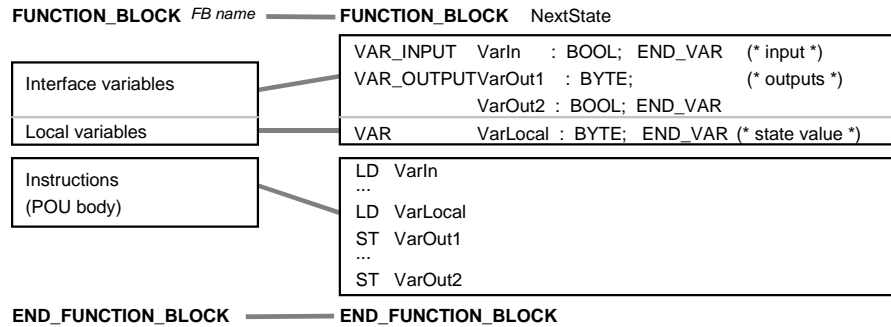 FUNCTION_BLOCK FB name FUNCTION_BLOCK NextState
VAR_INPUT VarIn : BOOL; END_VAR (* input *)
Interface variables VAR_OUTPUTVarOut1 : BYTE; (* outputs *)
VarOut2 : BOOL; END_VAR
Local variables VAR VarLocal : BYTE; END_VAR (* state value *)
Instructions LD VarIn
...
(POU body) LD VarLocal
ST VarOut1
...
ST VarOut2
END_FUNCTION_BLOCK END_FUNCTION_BLOCK